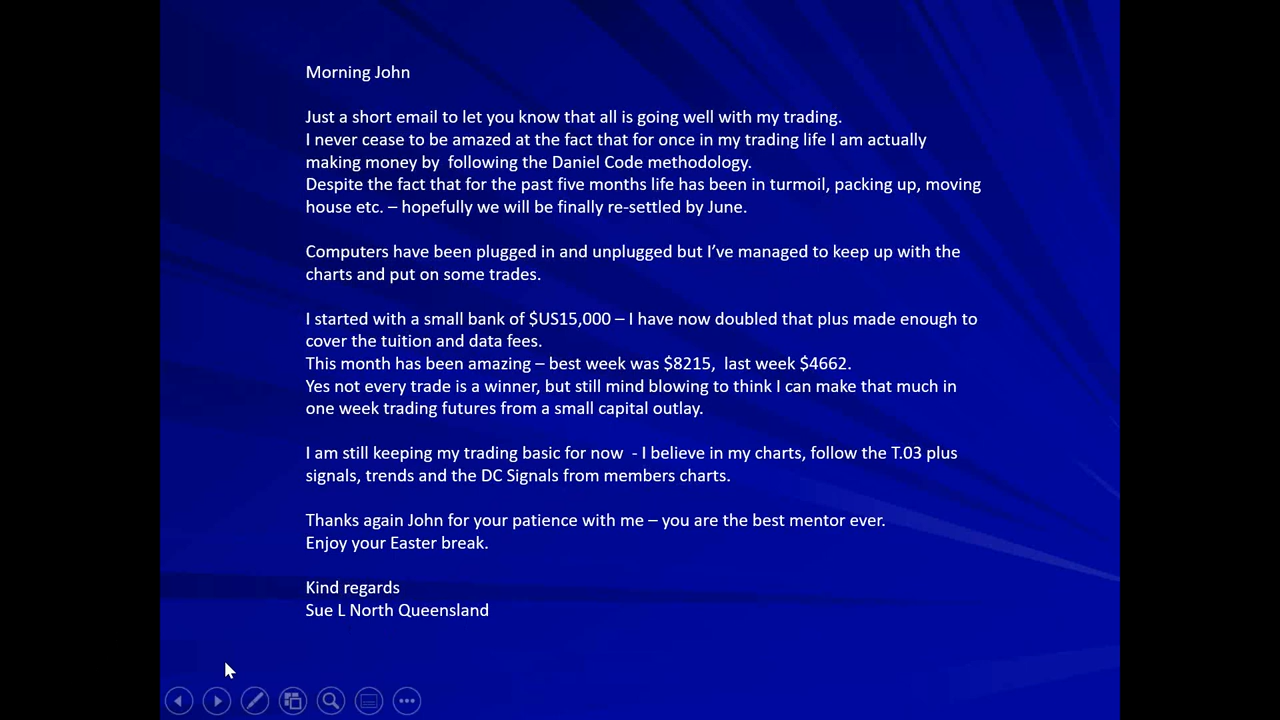 Morning John
Just a short email to let you know that all is going well with my trading.
I never cease to be amazed at the fact that for once in my trading life I am actually
making money by  following the Daniel Code methodology.
Despite the fact that for the past five months life has been in turmoil, packing up, moving
house etc. – hopefully we will be finally re-settled by June.
Computers have been plugged in and unplugged but I’ve managed to keep up with the
charts and put on some trades.
I started with a small bank of $US15,000 – I have now doubled that plus made enough to
cover the tuition and data fees.
This month has been amazing – best week was $8215,  last week $4662.
Yes not every trade is a winner, but still mind blowing to think I can make that much in
one week trading futures from a small capital outlay.
I am still keeping my trading basic for now  - I believe in my charts, follow the T.03 plus
signals, trends and the DC Signals from members charts.
Thanks again John for your patience with me – you are the best mentor ever.
Enjoy your Easter break.
Kind regards
Sue L North Queensland